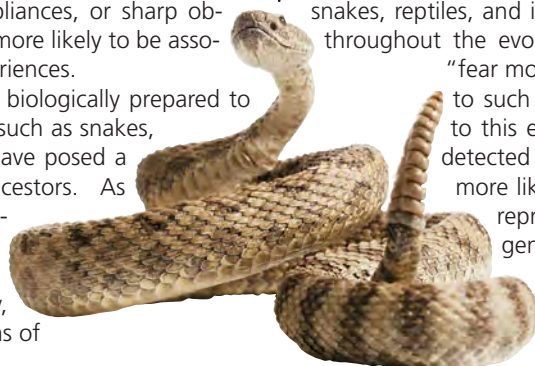 pliances, or sharp ob-
more likely to be asso-
riences.
biologically prepared to
such as snakes,
ave posed a
cestors. As
-
s of
snakes, reptiles, and i
throughout the evo
“fear mo
to such
to this e
detected
more lik
repr
gen